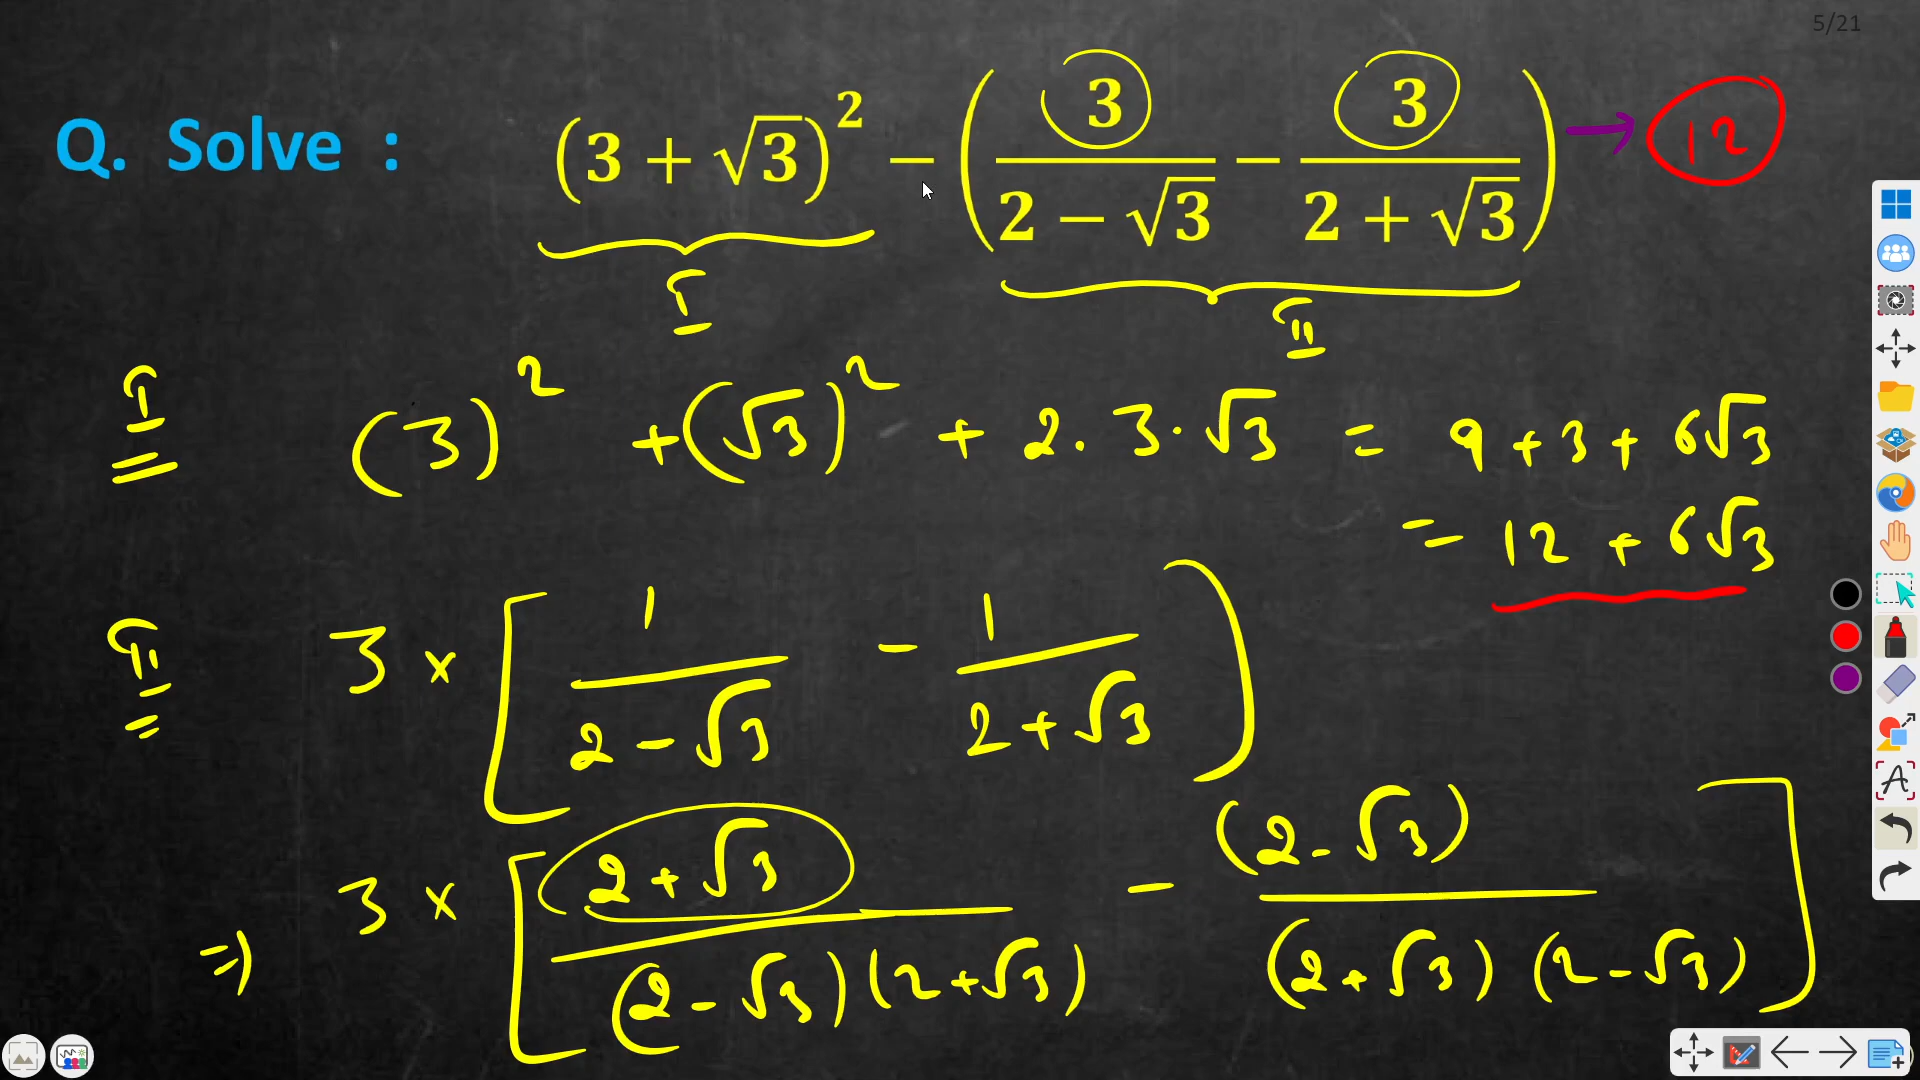 5/21
Q. Solve : (3 + √3)² − (3/(2 − √3) − 3/(2 + √3)) → 12
I II
I (3)² + (√3)² + 2 · 3 · √3 = 9 + 3 + 6√3
= 12 + 6√3
II 3 × [1/(2 − √3) − 1/(2 + √3)]
⇒ 3 × [(2 + √3)/((2 − √3)(2 + √3)) − (2 − √3)/((2 + √3)(2 − √3))]